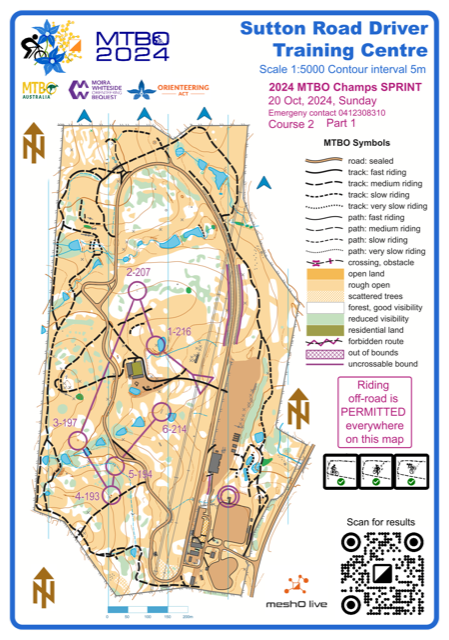 MTBO
2024
Sutton Road Driver
Training Centre
Scale 1:5000 Contour interval 5m
MTBO
AUSTRALIA
MOIRA
WHITESIDE
BEQUEST
ORIENTEERING
ACT
2024 MTBO Champs SPRINT
20 Oct, 2024, Sunday
Emergeny contact 0412308310
Course 2 Part 1
MTBO Symbols
road: sealed
track: fast riding
track: medium riding
track: slow riding
track: very slow riding
path: fast riding
path: medium riding
path: slow riding
path: very slow riding
crossing, obstacle
open land
rough open
scattered trees
forest, good visibility
reduced visibility
residential land
forbidden route
out of bounds
uncrossable bound
Riding
off-road is
PERMITTED
everywhere
on this map
2-207
1-216
3-197
6-214
5-194
4-193
N
N
N
Scan for results
meshO live
0
50
100
150
200m